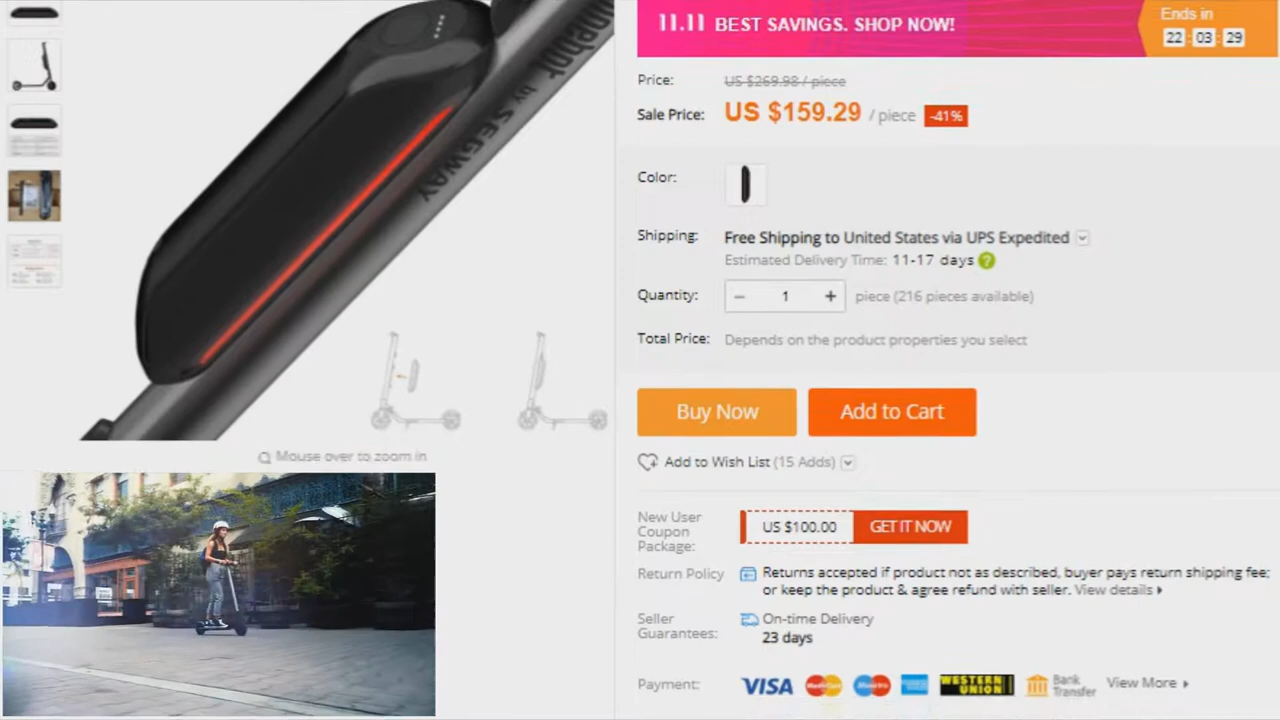 11.11 BEST SAVINGS. SHOP NOW!
Ends in
22:03:29
Price: US $269.98 / piece
Sale Price: US $159.29 / piece -41%
by SEGWAY
Color:
Shipping: Free Shipping to United States via UPS Expedited
Estimated Delivery Time: 11-17 days ?
Quantity: − 1 + piece (216 pieces available)
Total Price: Depends on the product properties you select
Buy Now Add to Cart
Mouse over to zoom in
Add to Wish List (15 Adds)
New User
Coupon
Package:
US $100.00 GET IT NOW
Return Policy Returns accepted if product not as described, buyer pays return shipping fee;
or keep the product & agree refund with seller. View details
Seller
Guarantees:
On-time Delivery
23 days
Payment: VISA MasterCard Maestro WESTERN UNION Bank Transfer View More